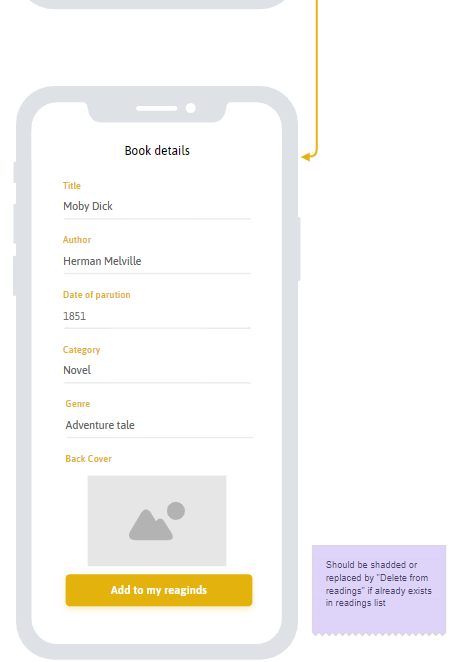 Book details
Title
Moby Dick
Author
Herman Melville
Date of parution
1851
Category
Novel
Genre
Adventure tale
Back Cover
Add to my reaginds
Should be shadded or
replaced by "Delete from
readings" if already exists
in readings list